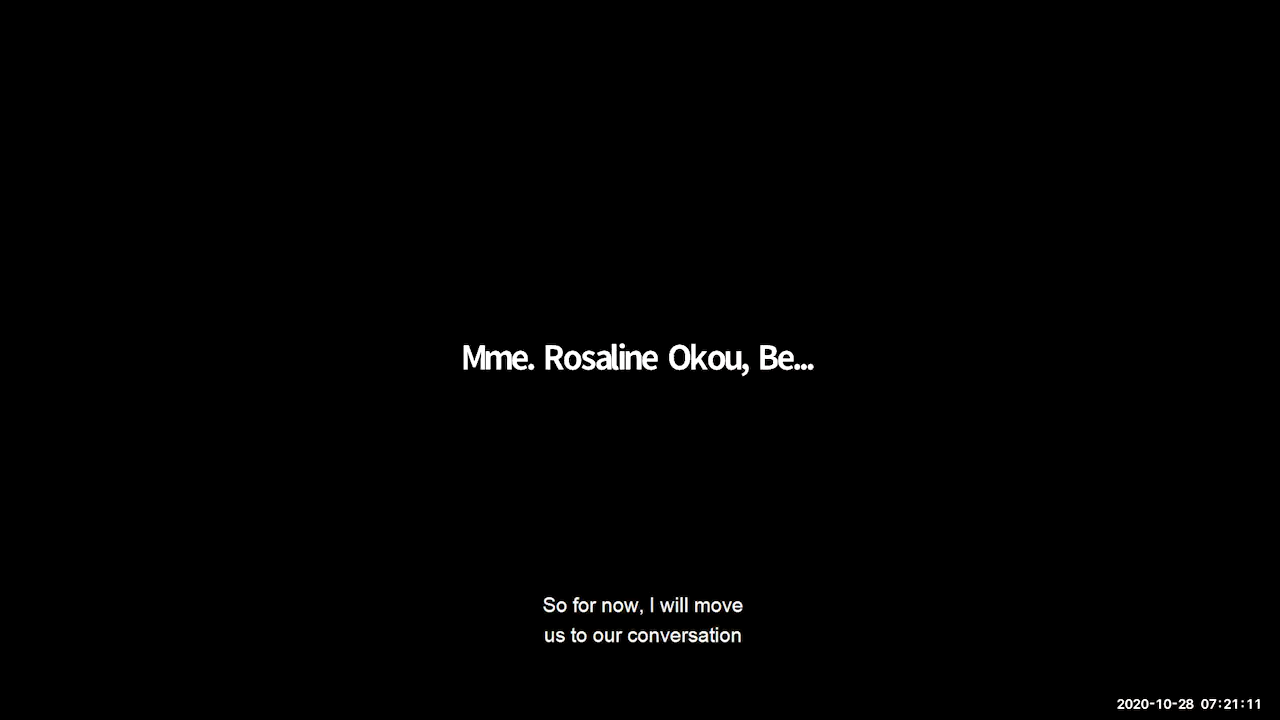 Mme. Rosaline Okou, Be...
So for now, I will move
us to our conversation
2020-10-28 07:21:11